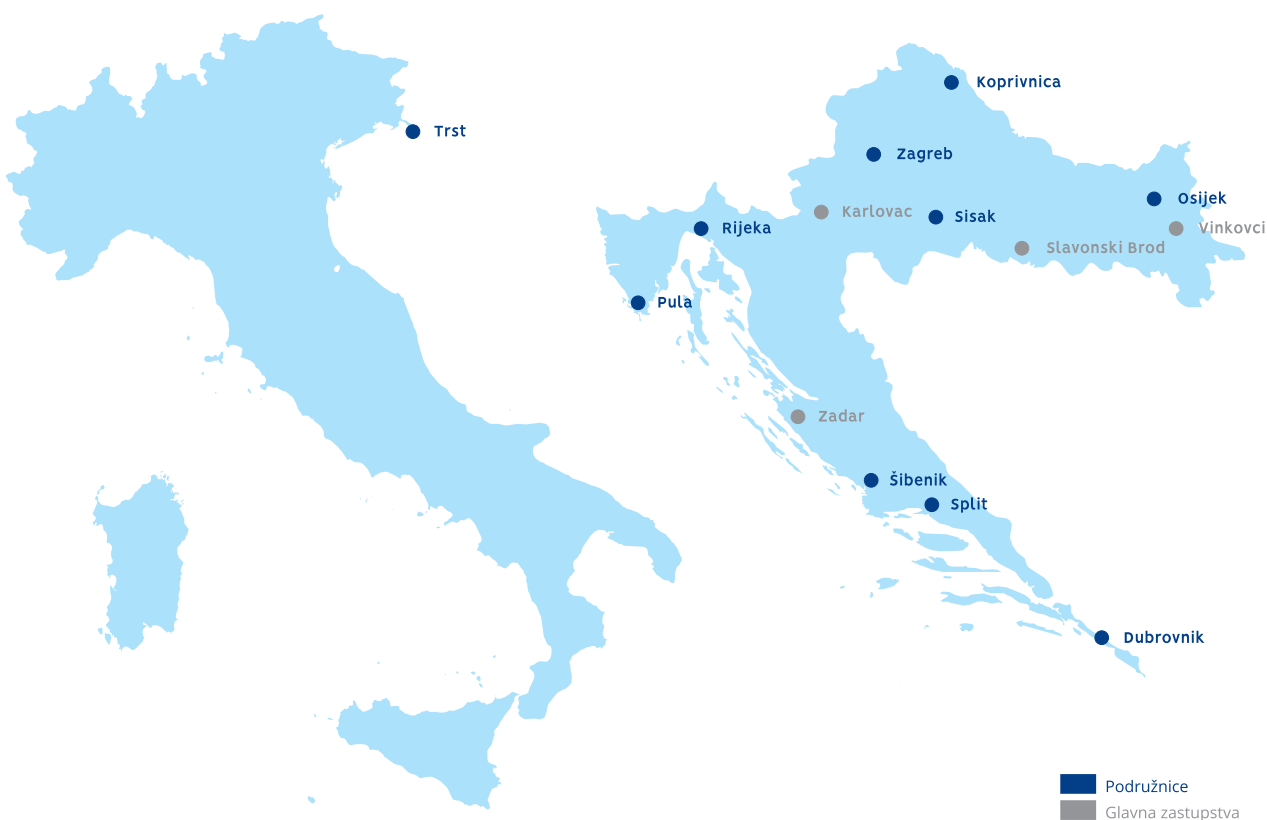 Koprivnica
Trst
Zagreb
Osijek
Karlovac
Sisak
Rijeka
Vinkovci
Slavonski Brod
Pula
Zadar
Šibenik
Split
Dubrovnik
Podružnice
Glavna zastupstva